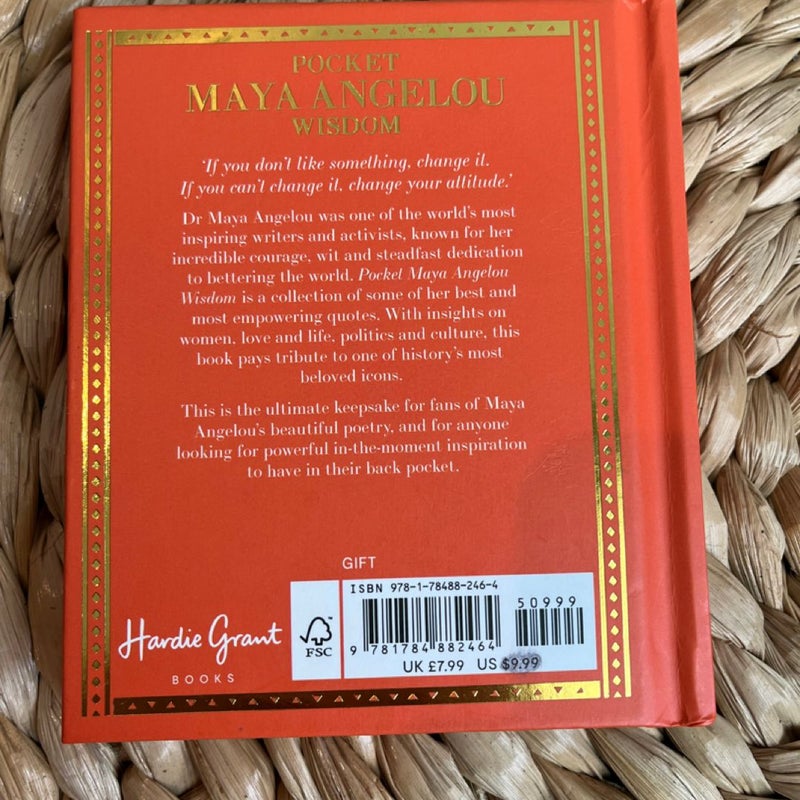 POCKET
MAYA ANGELOU
WISDOM
‘If you don't like something, change it.
If you can't change it, change your attitude.’
Dr Maya Angelou was one of the world's most
inspiring writers and activists, known for her
incredible courage, wit and steadfast dedication
to bettering the world. Pocket Maya Angelou
Wisdom is a collection of some of her best and
most empowering quotes. With insights on
women, love and life, politics and culture, this
book pays tribute to one of history's most
beloved icons.
This is the ultimate keepsake for fans of Maya
Angelou's beautiful poetry, and for anyone
looking for powerful in-the-moment inspiration
to have in their back pocket.
GIFT
ISBN 978-1-78488-246-4
50999
9 781784 882464
UK £7.99 US $9.99
FSC
Hardie Grant
BOOKS